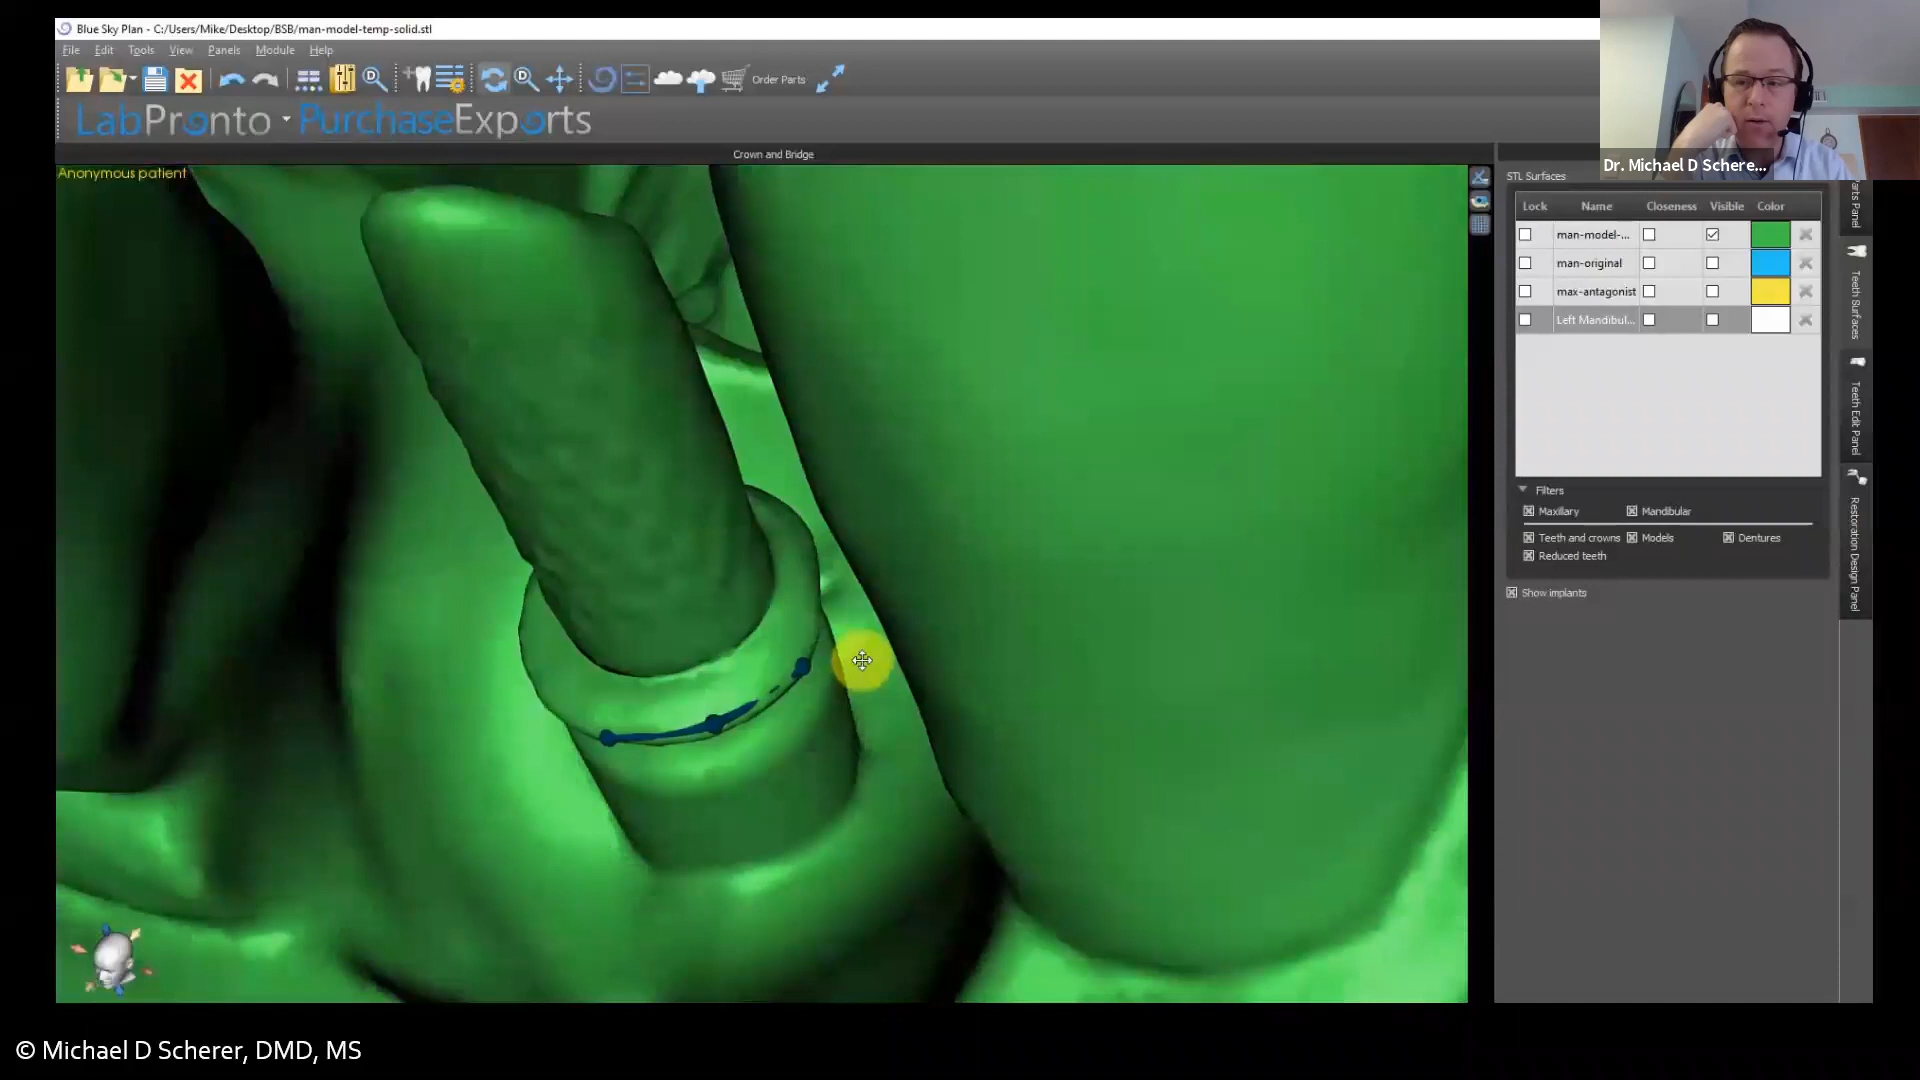 Blue Sky Plan - C:/Users/Mike/Desktop/BSB/man-model-temp-solid.stl
File Edit Tools View Panels Module Help
D D Order Parts
LabPronto PurchaseExports
Crown and Bridge
Anonymous patient
Dr. Michael D Schere...
STL Surfaces
Lock Name Closeness Visible Color
man-model-...
man-original
max-antagonist
Left Mandibul...
Filters
Maxillary Mandibular
Teeth and crowns Models Dentures
Reduced teeth
Show implants
Parts Panel
Teeth Surfaces
Teeth Edit Panel
Restoration Design Panel
© Michael D Scherer, DMD, MS